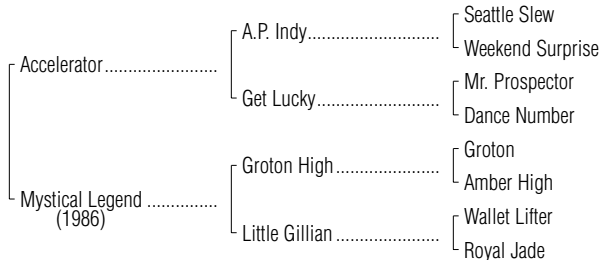 Seattle Slew
A.P. Indy
Weekend Surprise
Accelerator
Mr. Prospector
Get Lucky
Dance Number
Groton
Groton High
Amber High
Mystical Legend
(1986)
Wallet Lifter
Little Gillian
Royal Jade